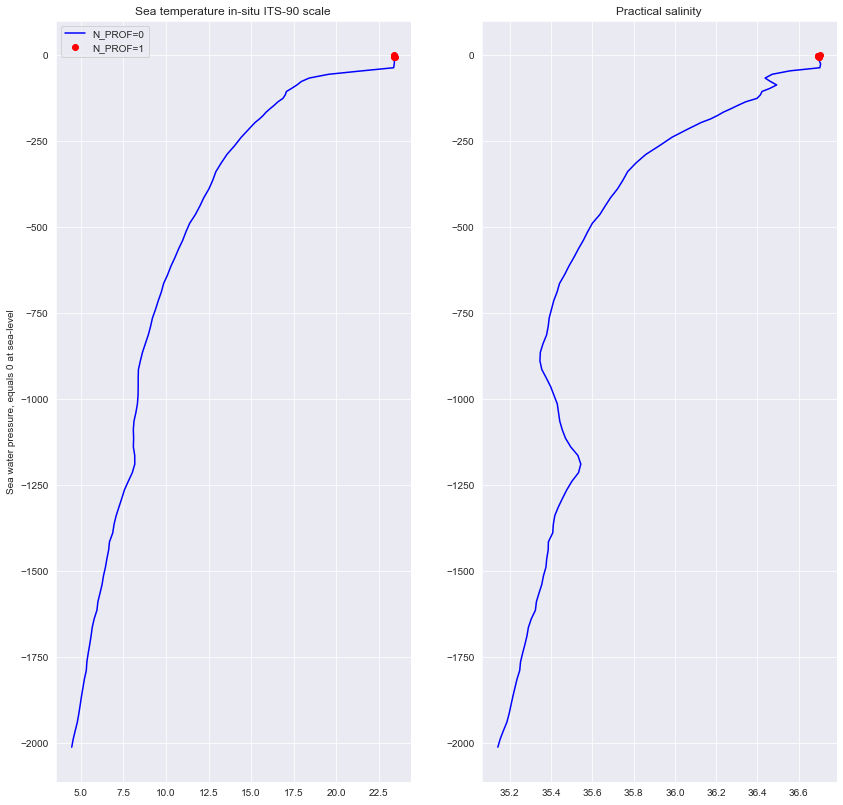 Sea temperature in-situ ITS-90 scale
N_PROF=0
N_PROF=1
0
−250
−500
−750
−1000
−1250
−1500
−1750
−2000
Sea water pressure, equals 0 at sea-level
5.0 7.5 10.0 12.5 15.0 17.5 20.0 22.5
Practical salinity
0
−250
−500
−750
−1000
−1250
−1500
−1750
−2000
35.2 35.4 35.6 35.8 36.0 36.2 36.4 36.6